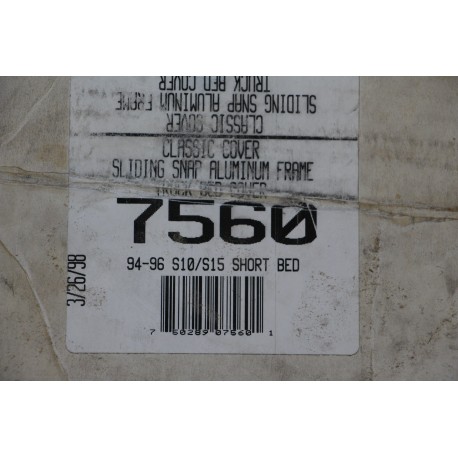 TRUCK BED COVER
SLIDING SNAP ALUMINUM FRAME
CLASSIC COVER
CLASSIC COVER
SLIDING SNAP ALUMINUM FRAME
TRUCK BED COVER
7560
94-96 S10/S15 SHORT BED
3/26/98
7 50289 07560 1